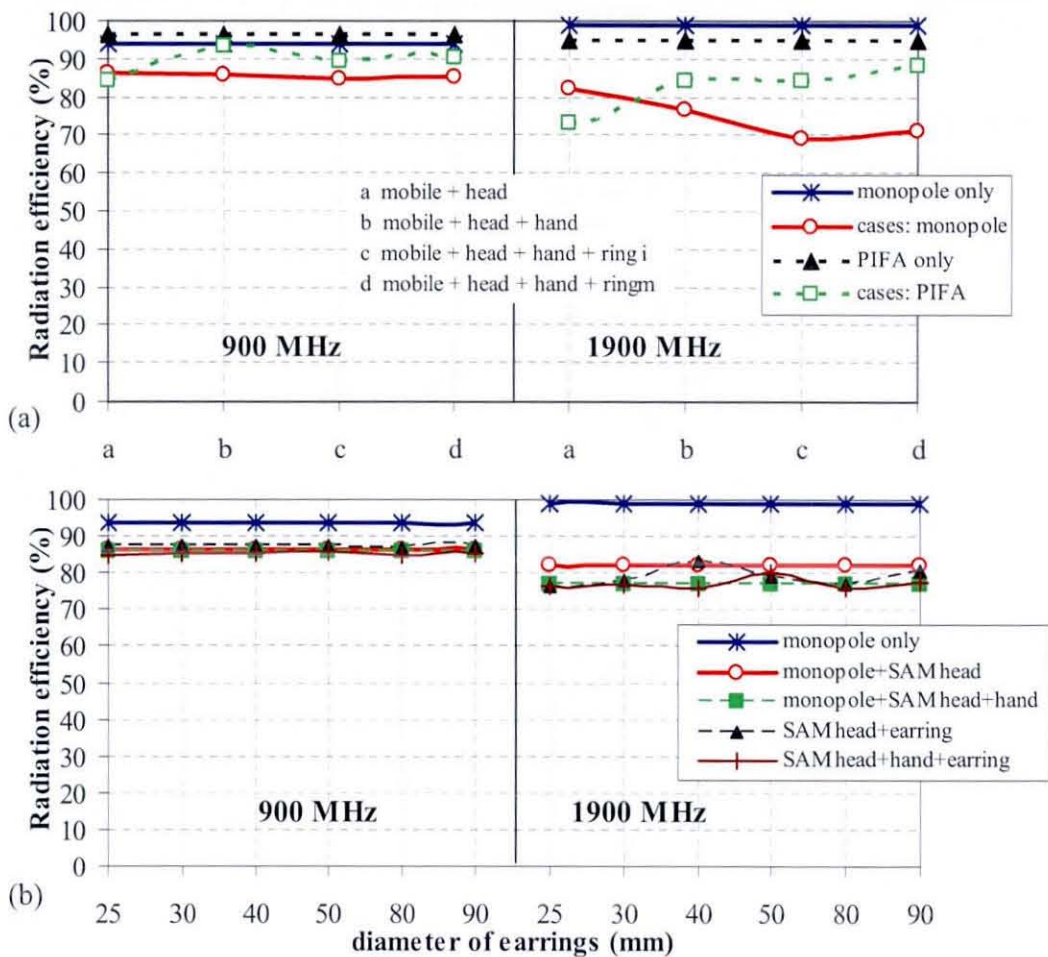 100
90
80
70
60
50
40
30
20
10
0
Radiation efficiency (%)
a mobile + head
b mobile + head + hand
c mobile + head + hand + ring i
d mobile + head + hand + ringm
monopole only
cases: monopole
PIFA only
cases: PIFA
900 MHz
1900 MHz
(a)
a b c d a b c d
100
90
80
70
60
50
40
30
20
10
0
Radiation efficiency (%)
monopole only
monopole+SAM head
monopole+SAM head+hand
SAM head+earring
SAM head+hand+earring
900 MHz
1900 MHz
(b)
25 30 40 50 80 90 25 30 40 50 80 90
diameter of earrings (mm)